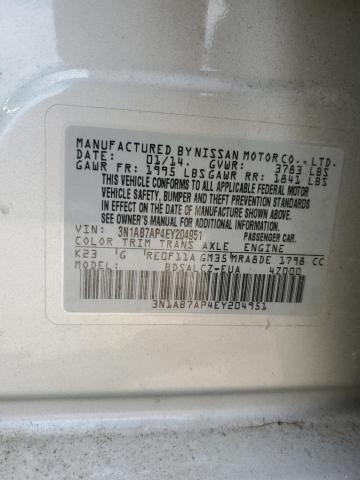 MANUFACTURED BY NISSAN MOTOR CO., LTD.
DATE: 01/14. GVWR: 3783 LBS
GAWR FR: 1995 LBS GAWR RR: 1841 LBS
THIS VEHICLE CONFORMS TO ALL APPLICABLE FEDERAL MOTOR
VEHICLE SAFETY, BUMPER, AND THEFT PREVENTION
STANDARDS IN EFFECT ON THE DATE OF MANUFACTURE SHOWN ABOVE.
SEE OWNER'S MANUAL FOR ADDITIONAL INFORMATION.
VIN: 3N1AB7AP4EY204951 PASSENGER CAR.
COLOR TRIM TRANS AXLE ENGINE
K23 G RE0F11A GM35 MRA8DE 1798 CC
MODEL: BDSALCZ-EUA 47000
3N1AB7AP4EY204951